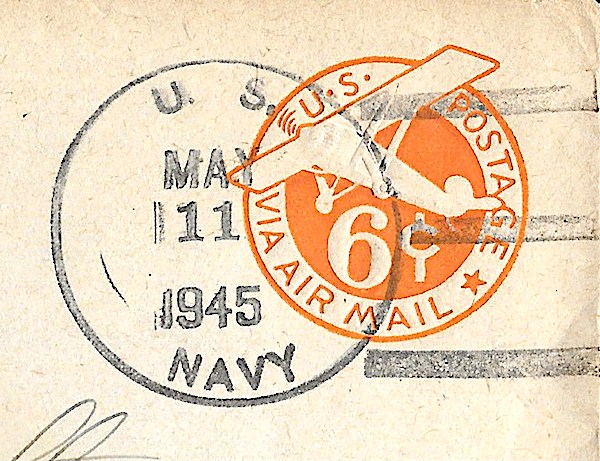 U. S.
MAY
11
1945
NAVY
U.S. POSTAGE
6¢
VIA AIR MAIL